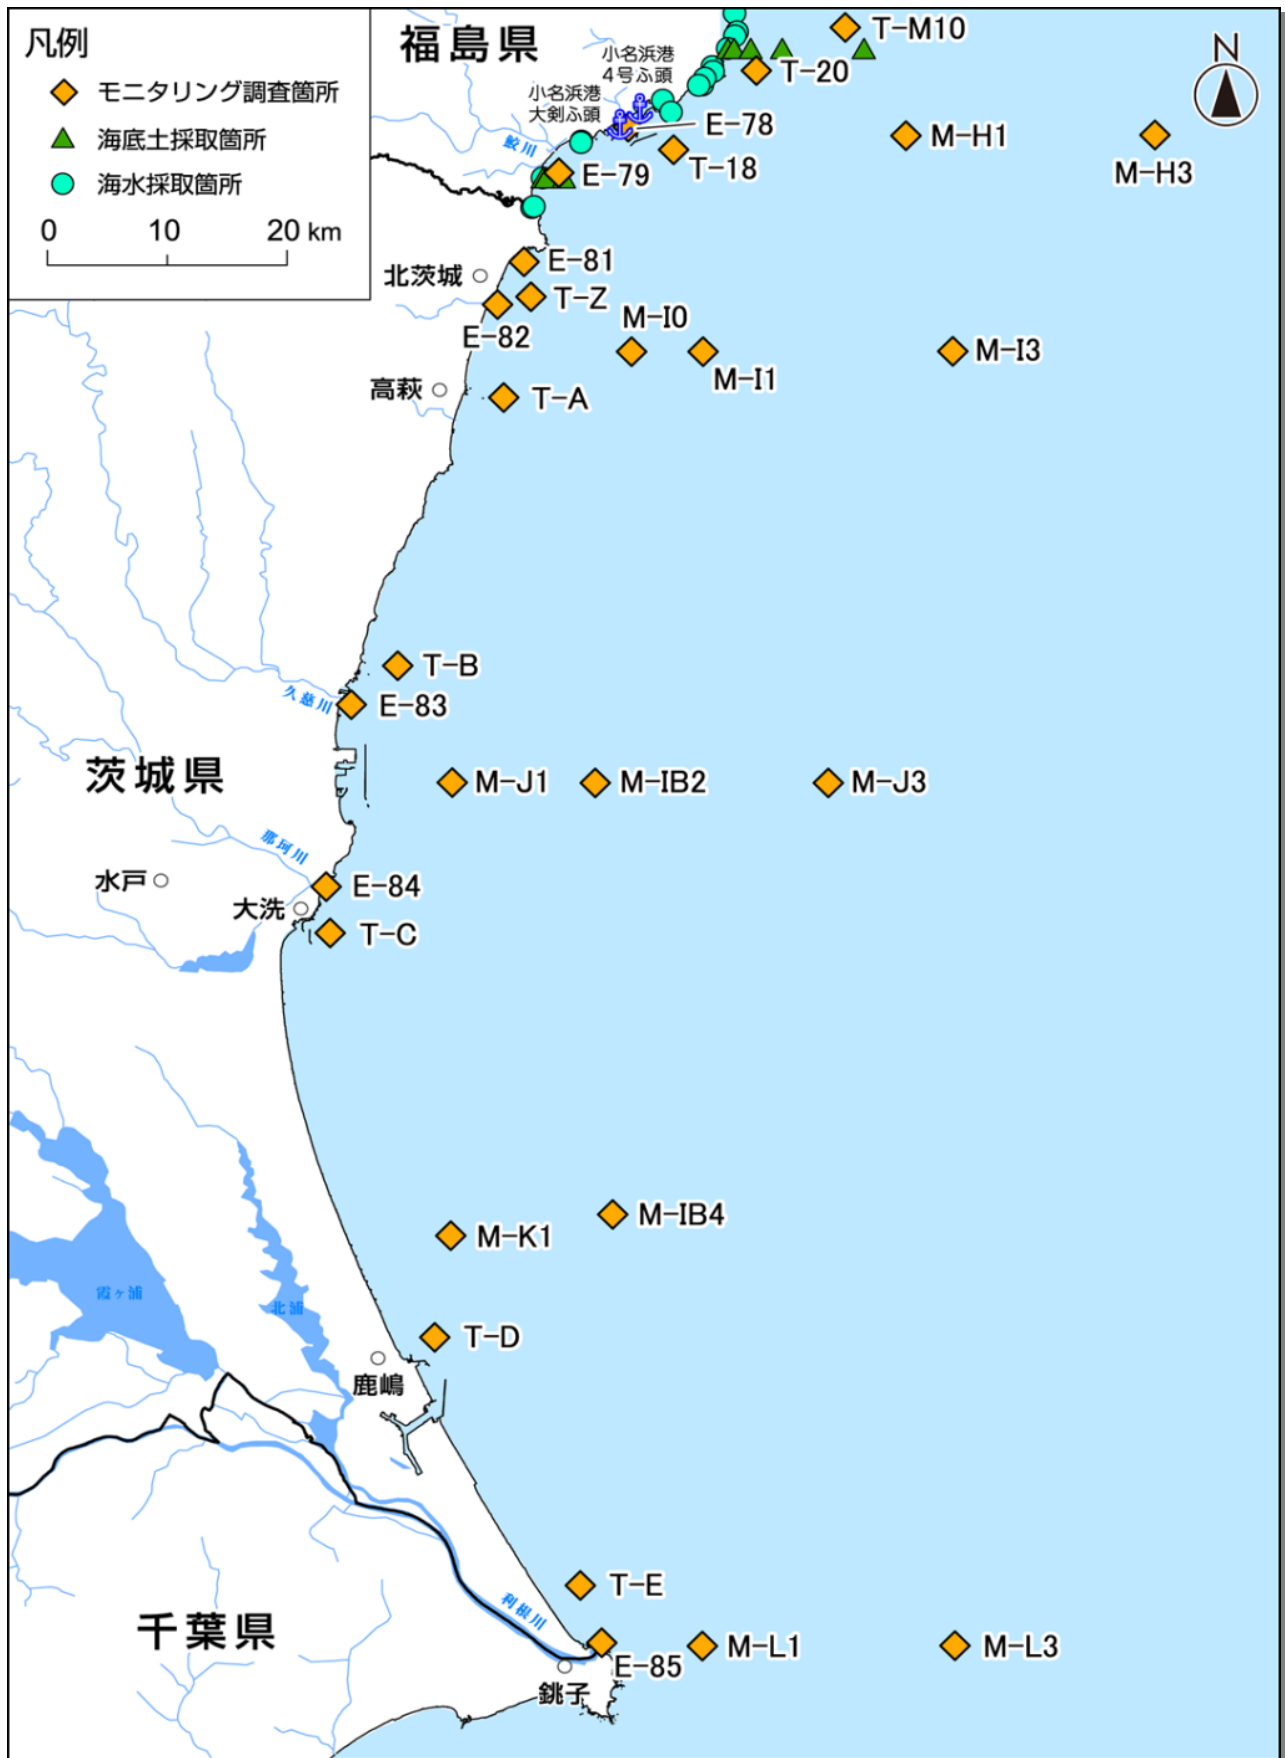 凡例
モニタリング調査箇所
海底土採取箇所
海水採取箇所
0 10 20 km
福島県
小名浜港
4号ふ頭
小名浜港
大剣ふ頭
鮫川
N
T-M10
T-20
E-78
T-18
M-H1
M-H3
E-79
北茨城
E-81
T-Z
E-82
M-I0
M-I1
M-I3
高萩
T-A
T-B
久慈川
E-83
茨城県
M-J1
M-IB2
M-J3
那珂川
水戸
E-84
大洗
T-C
M-IB4
M-K1
霞ヶ浦
北浦
T-D
鹿嶋
T-E
利根川
千葉県
E-85
M-L1
M-L3
銚子